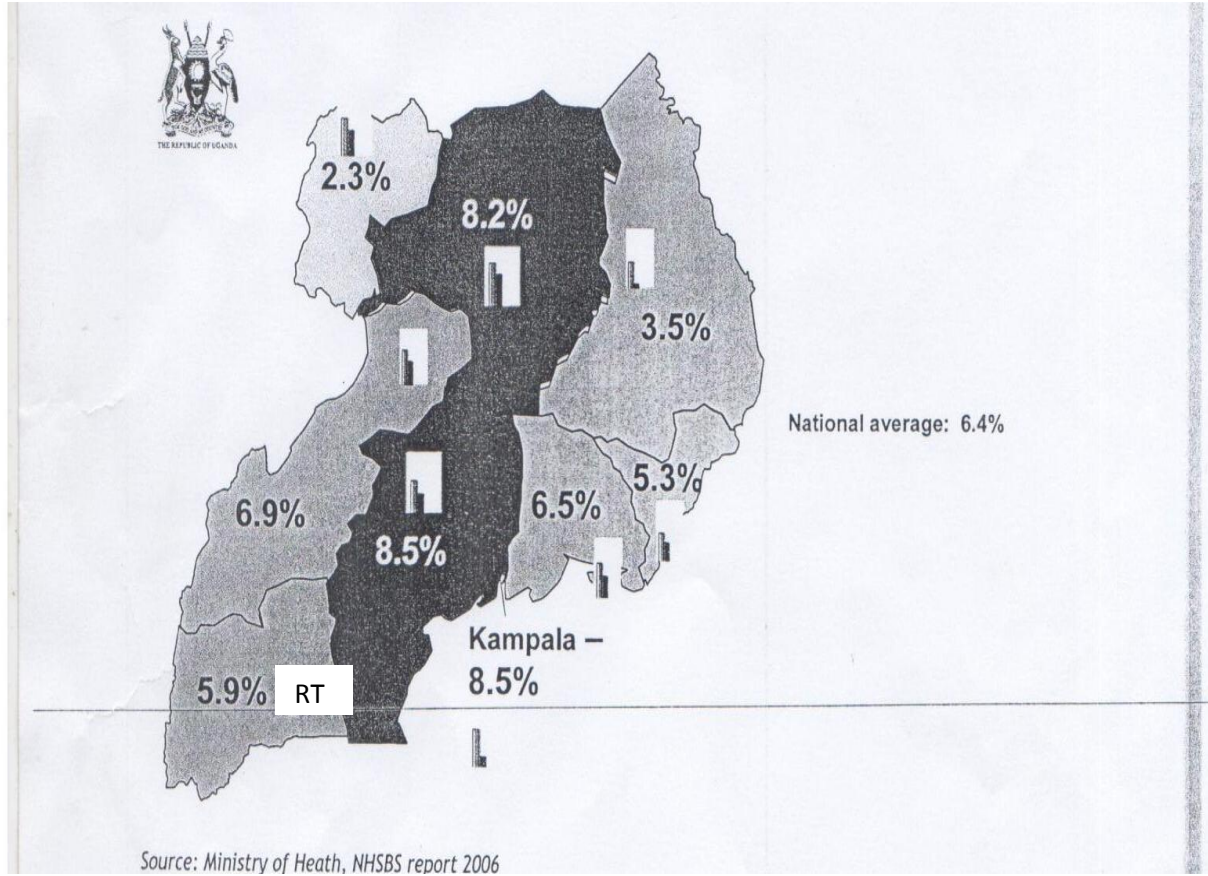 THE REPUBLIC OF UGANDA
2.3%
8.2%
3.5%
National average: 6.4%
5.3%
6.9%
6.5%
8.5%
Kampala –
8.5%
5.9%
RT
Source: Ministry of Heath, NHSBS report 2006